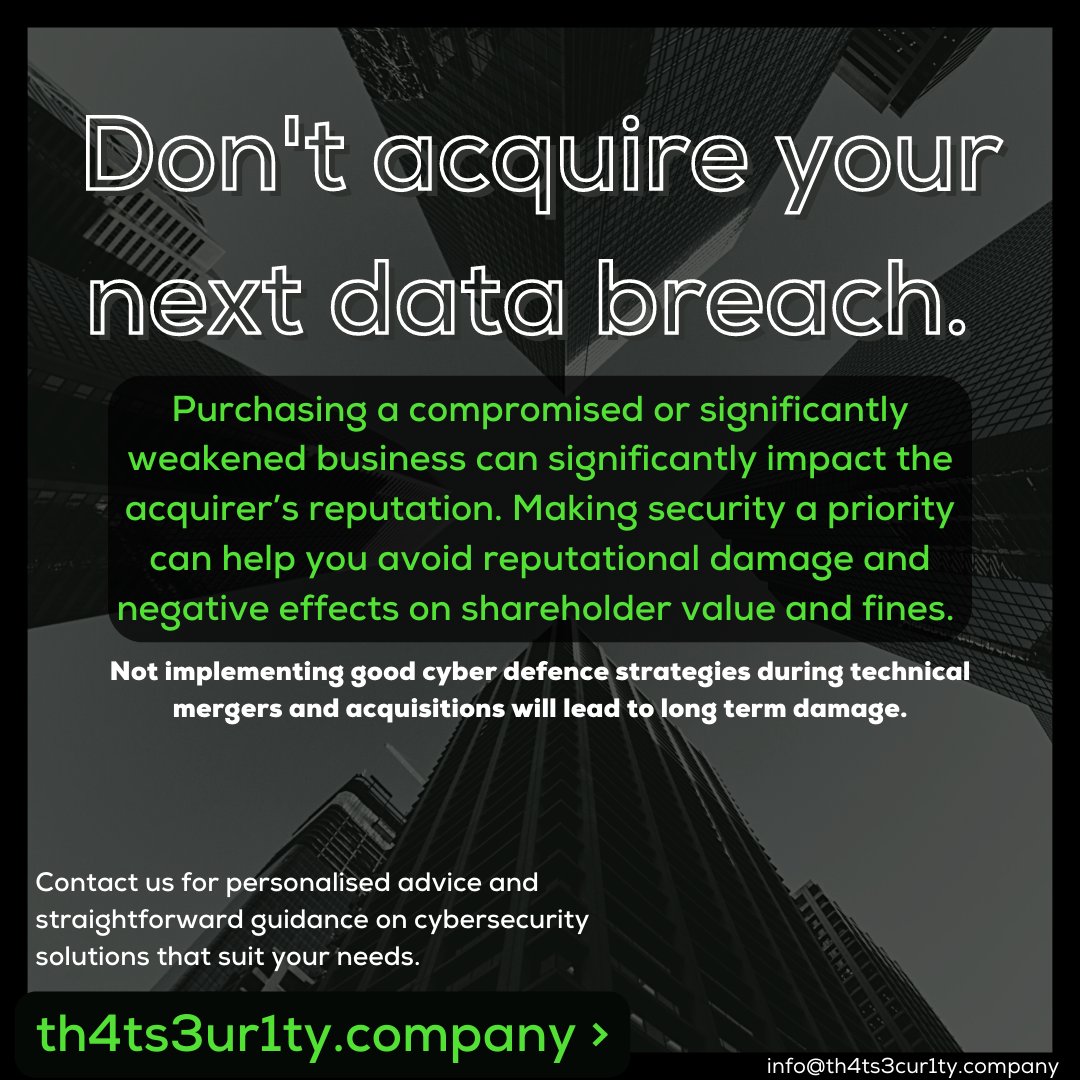 Don't acquire your
next data breach.
Purchasing a compromised or significantly
weakened business can significantly impact the
acquirer’s reputation. Making security a priority
can help you avoid reputational damage and
negative effects on shareholder value and fines.
Not implementing good cyber defence strategies during technical
mergers and acquisitions will lead to long term damage.
Contact us for personalised advice and
straightforward guidance on cybersecurity
solutions that suit your needs.
th4ts3ur1ty.company >
info@th4ts3cur1ty.company